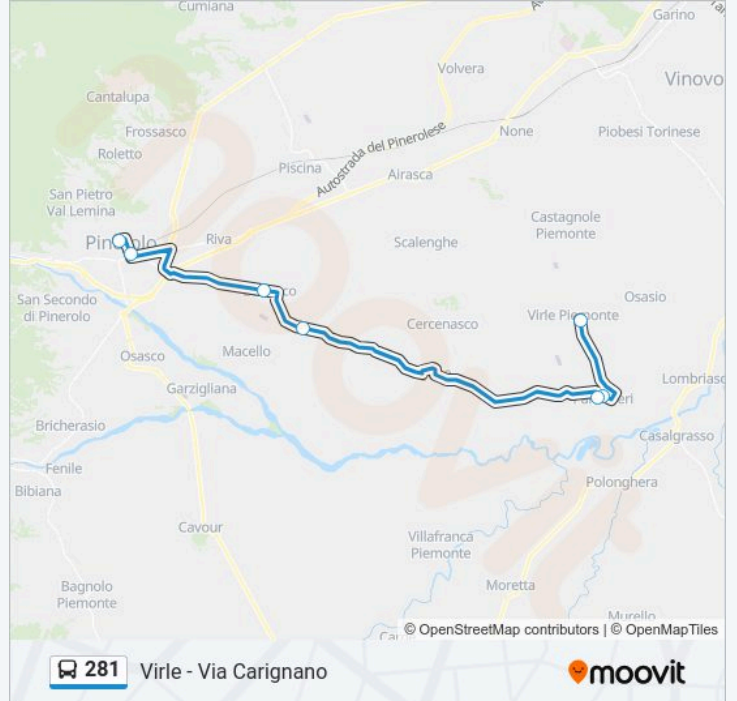 Cumiana
Garino
Volvera
Vinovo
Cantalupa
None
Piobesi Torinese
Frossasco
Autostrada del Pinerolese
Roletto
Piscina
Airasca
San Pietro
Val Lemina
Castagnole
Piemonte
Riva
Scalenghe
San Secondo
di Pinerolo
Osasio
Virle Piemonte
Cercenasco
Macello
Osasco
Garzigliana
Lombriasco
Bricherasio
Casalgrasso
Fenile
Bibiana
Polonghera
Cavour
Villafranca
Piemonte
Bagnolo
Piemonte
Moretta
Murello
© OpenStreetMap contributors | © OpenMapTiles
281 Virle - Via Carignano
moovit